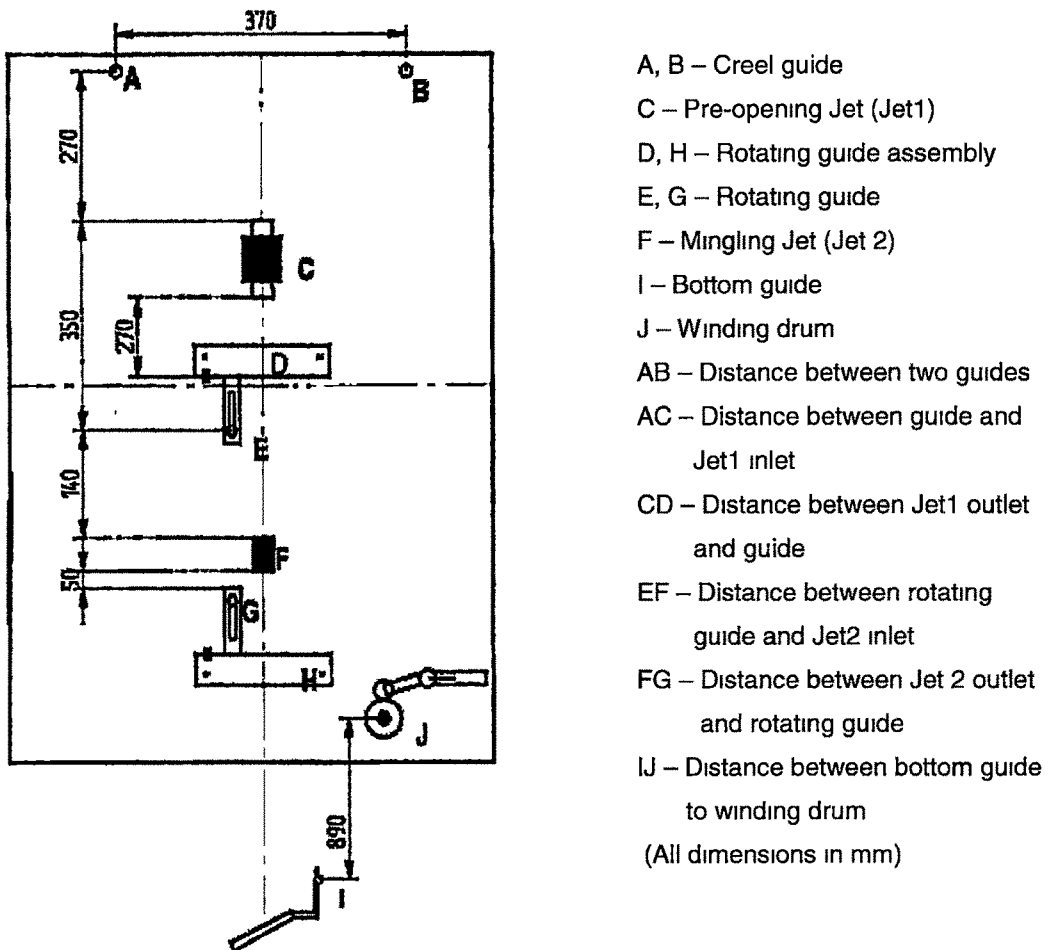 370
A
B
270
C
350
270
D
E
140
F
50
G
H
J
890
I
A, B – Creel guide
C – Pre-opening Jet (Jet1)
D, H – Rotating guide assembly
E, G – Rotating guide
F – Mingling Jet (Jet 2)
I – Bottom guide
J – Winding drum
AB – Distance between two guides
AC – Distance between guide and
Jet1 inlet
CD – Distance between Jet1 outlet
and guide
EF – Distance between rotating
guide and Jet2 inlet
FG – Distance between Jet 2 outlet
and rotating guide
IJ – Distance between bottom guide
to winding drum
(All dimensions in mm)